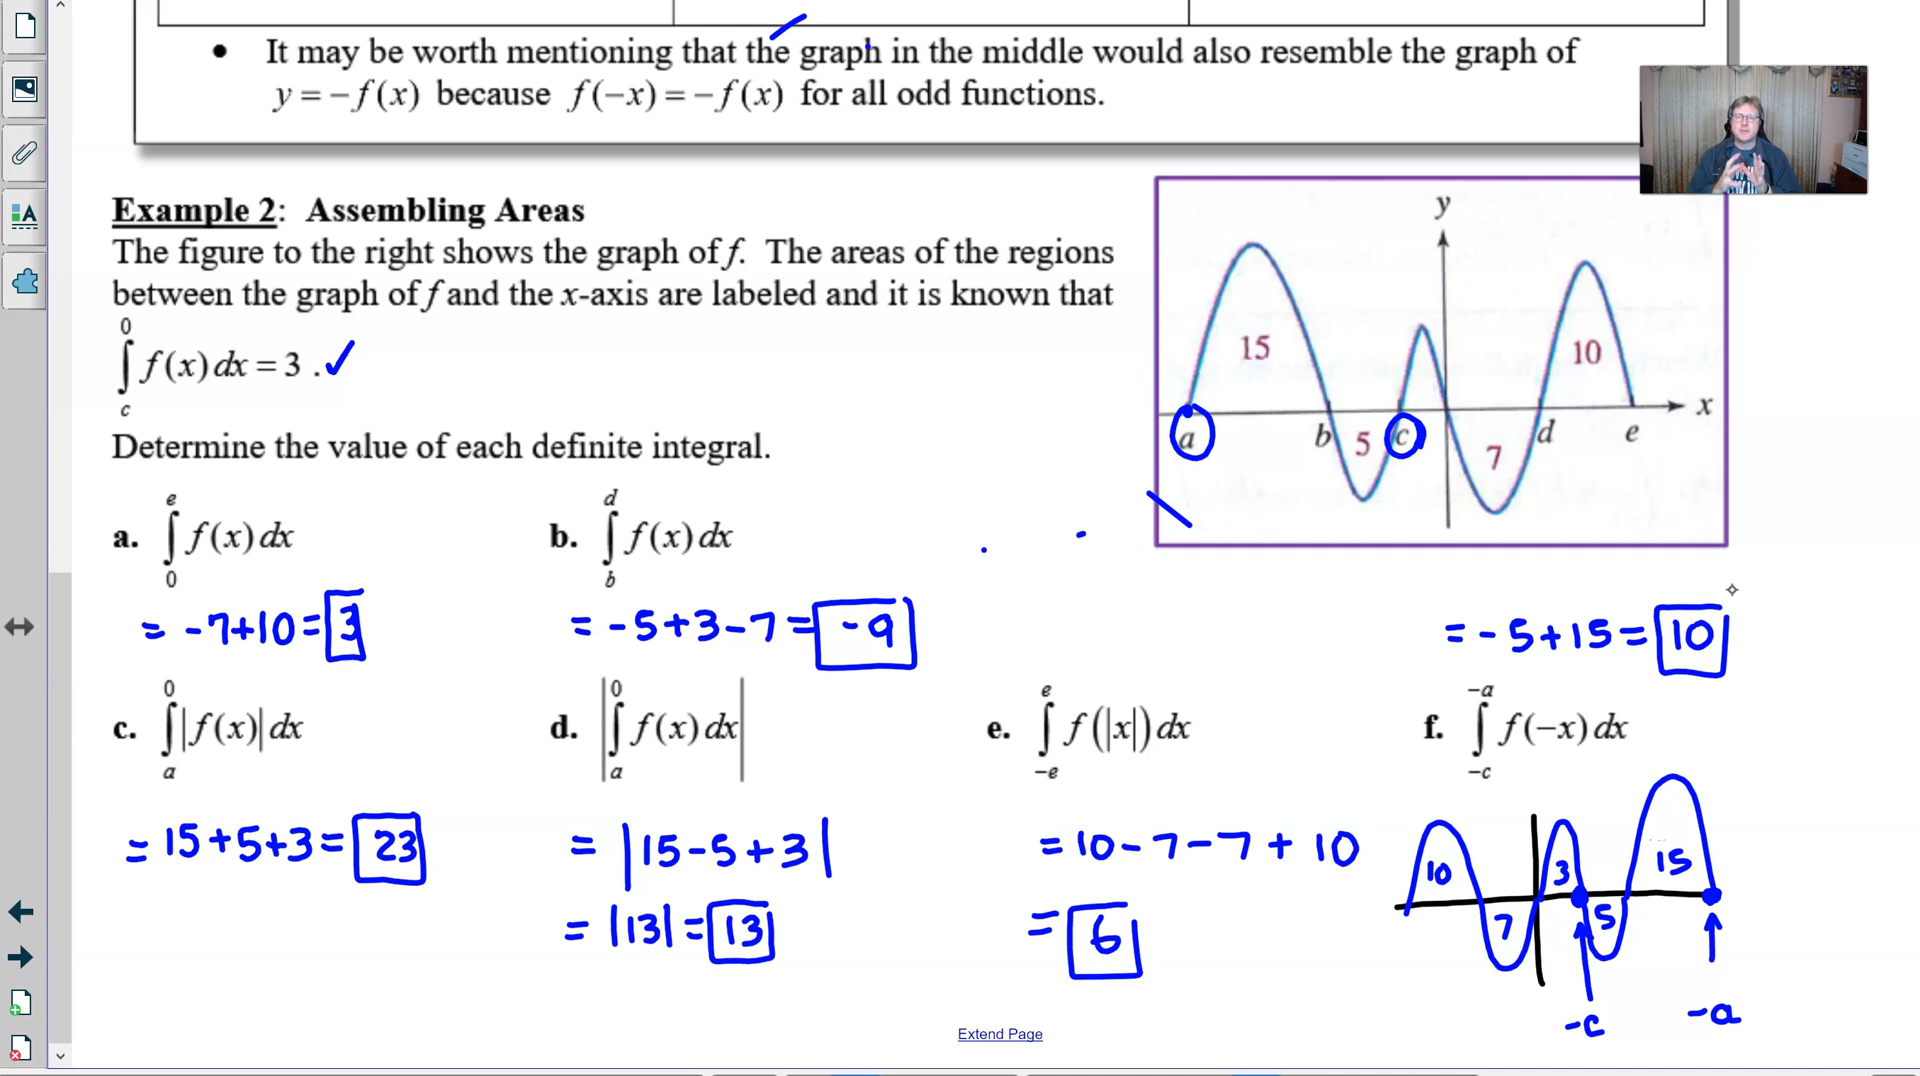 • It may be worth mentioning that the graph in the middle would also resemble the graph of
y = −f(x) because f(−x) = −f(x) for all odd functions.
Example 2: Assembling Areas
The figure to the right shows the graph of f. The areas of the regions
between the graph of f and the x-axis are labeled and it is known that
∫_c^0 f(x) dx = 3 . ✓
Determine the value of each definite integral.
y
15
10
x
a
b
5
c
7
d
e
a. ∫_0^e f(x) dx
= -7+10 = 3
b. ∫_b^d f(x) dx
= -5+3-7 = -9
c. ∫_a^0 |f(x)| dx
= 15+5+3 = 23
d. |∫_a^0 f(x) dx|
= |15-5+3|
= |13| = 13
e. ∫_{-e}^e f(|x|) dx
= 10-7-7+10
= 6
= -5+15 = 10
f. ∫_{-c}^{-a} f(−x) dx
10
7
3
5
15
-c
-a
Extend Page